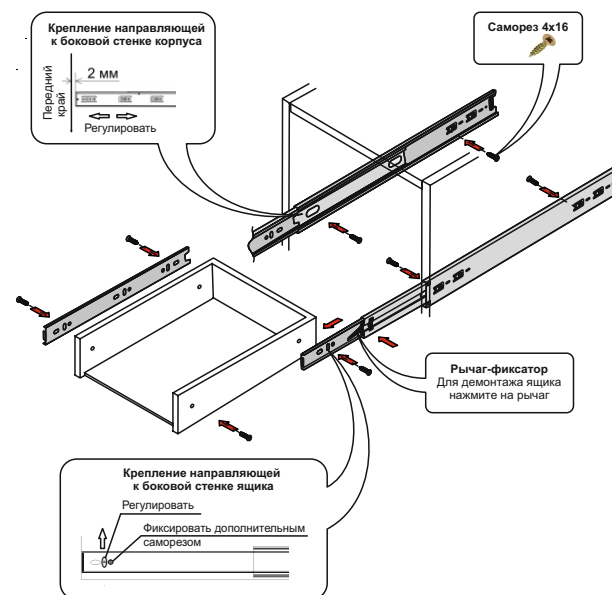 Крепление направляющей
к боковой стенке корпуса
2 мм
Передний
край
Регулировать
Саморез 4х16
Рычаг-фиксатор
Для демонтажа ящика
нажмите на рычаг
Крепление направляющей
к боковой стенке ящика
Регулировать
Фиксировать дополнительным
саморезом